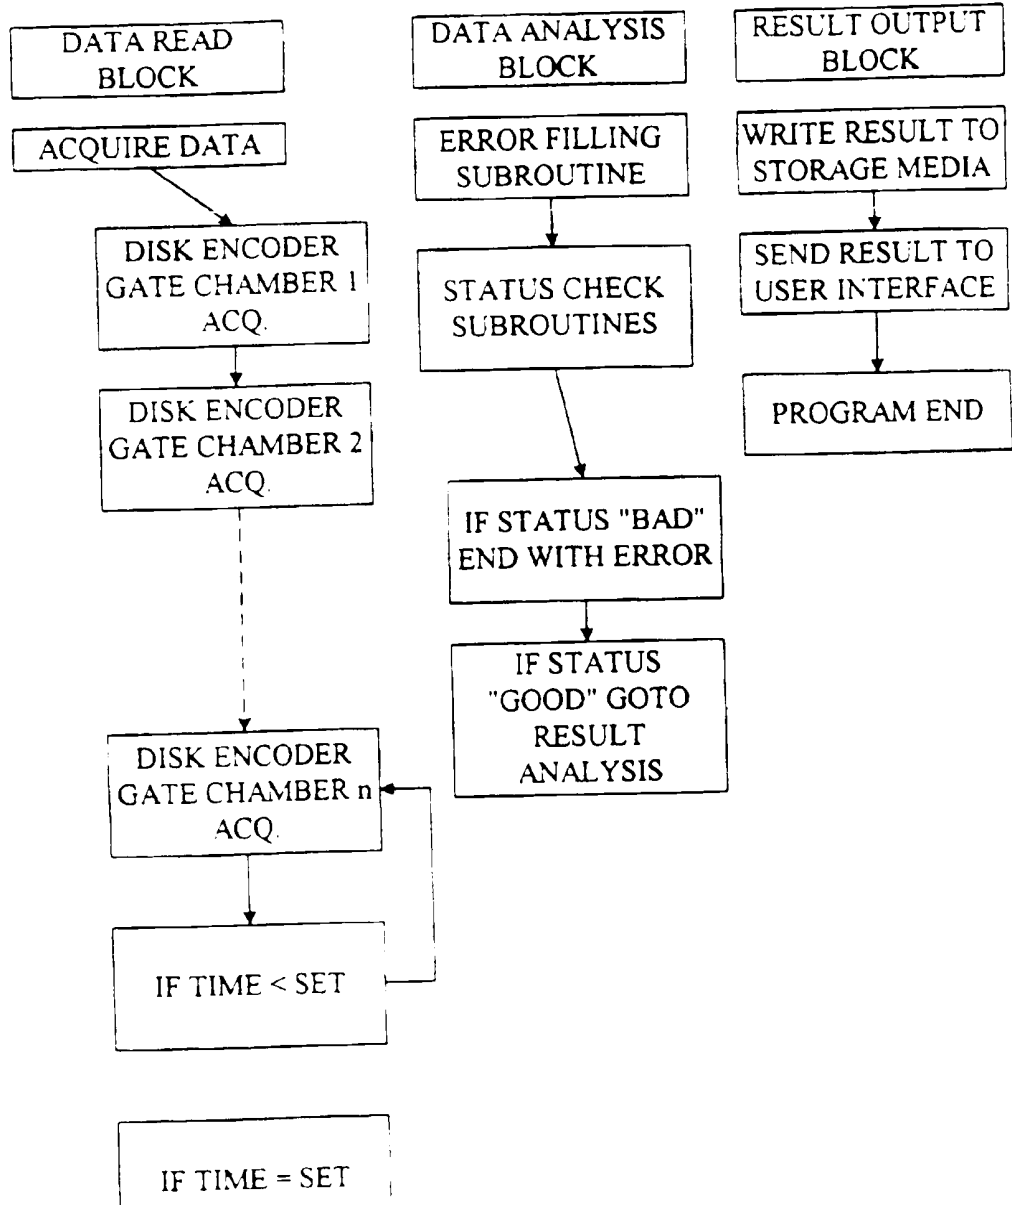 DATA READ
BLOCK
ACQUIRE DATA
DISK ENCODER
GATE CHAMBER 1
ACQ.
DISK ENCODER
GATE CHAMBER 2
ACQ.
DISK ENCODER
GATE CHAMBER n
ACQ.
IF TIME < SET
IF TIME = SET
DATA ANALYSIS
BLOCK
ERROR FILLING
SUBROUTINE
STATUS CHECK
SUBROUTINES
IF STATUS "BAD"
END WITH ERROR
IF STATUS
"GOOD" GOTO
RESULT
ANALYSIS
RESULT OUTPUT
BLOCK
WRITE RESULT TO
STORAGE MEDIA
SEND RESULT TO
USER INTERFACE
PROGRAM END